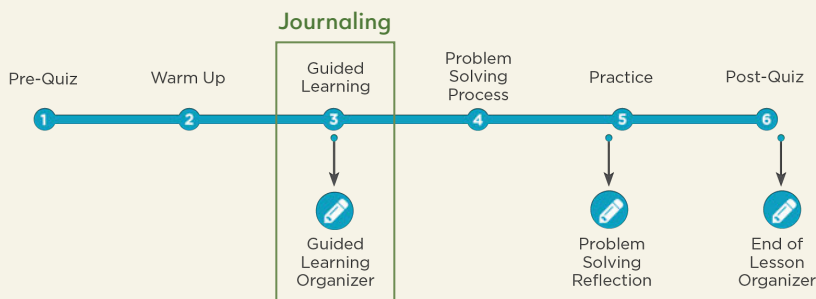 Journaling
Pre-Quiz
Warm Up
Guided
Learning
Problem
Solving
Process
Practice
Post-Quiz
1
2
3
4
5
6
Guided
Learning
Organizer
Problem
Solving
Reflection
End of
Lesson
Organizer